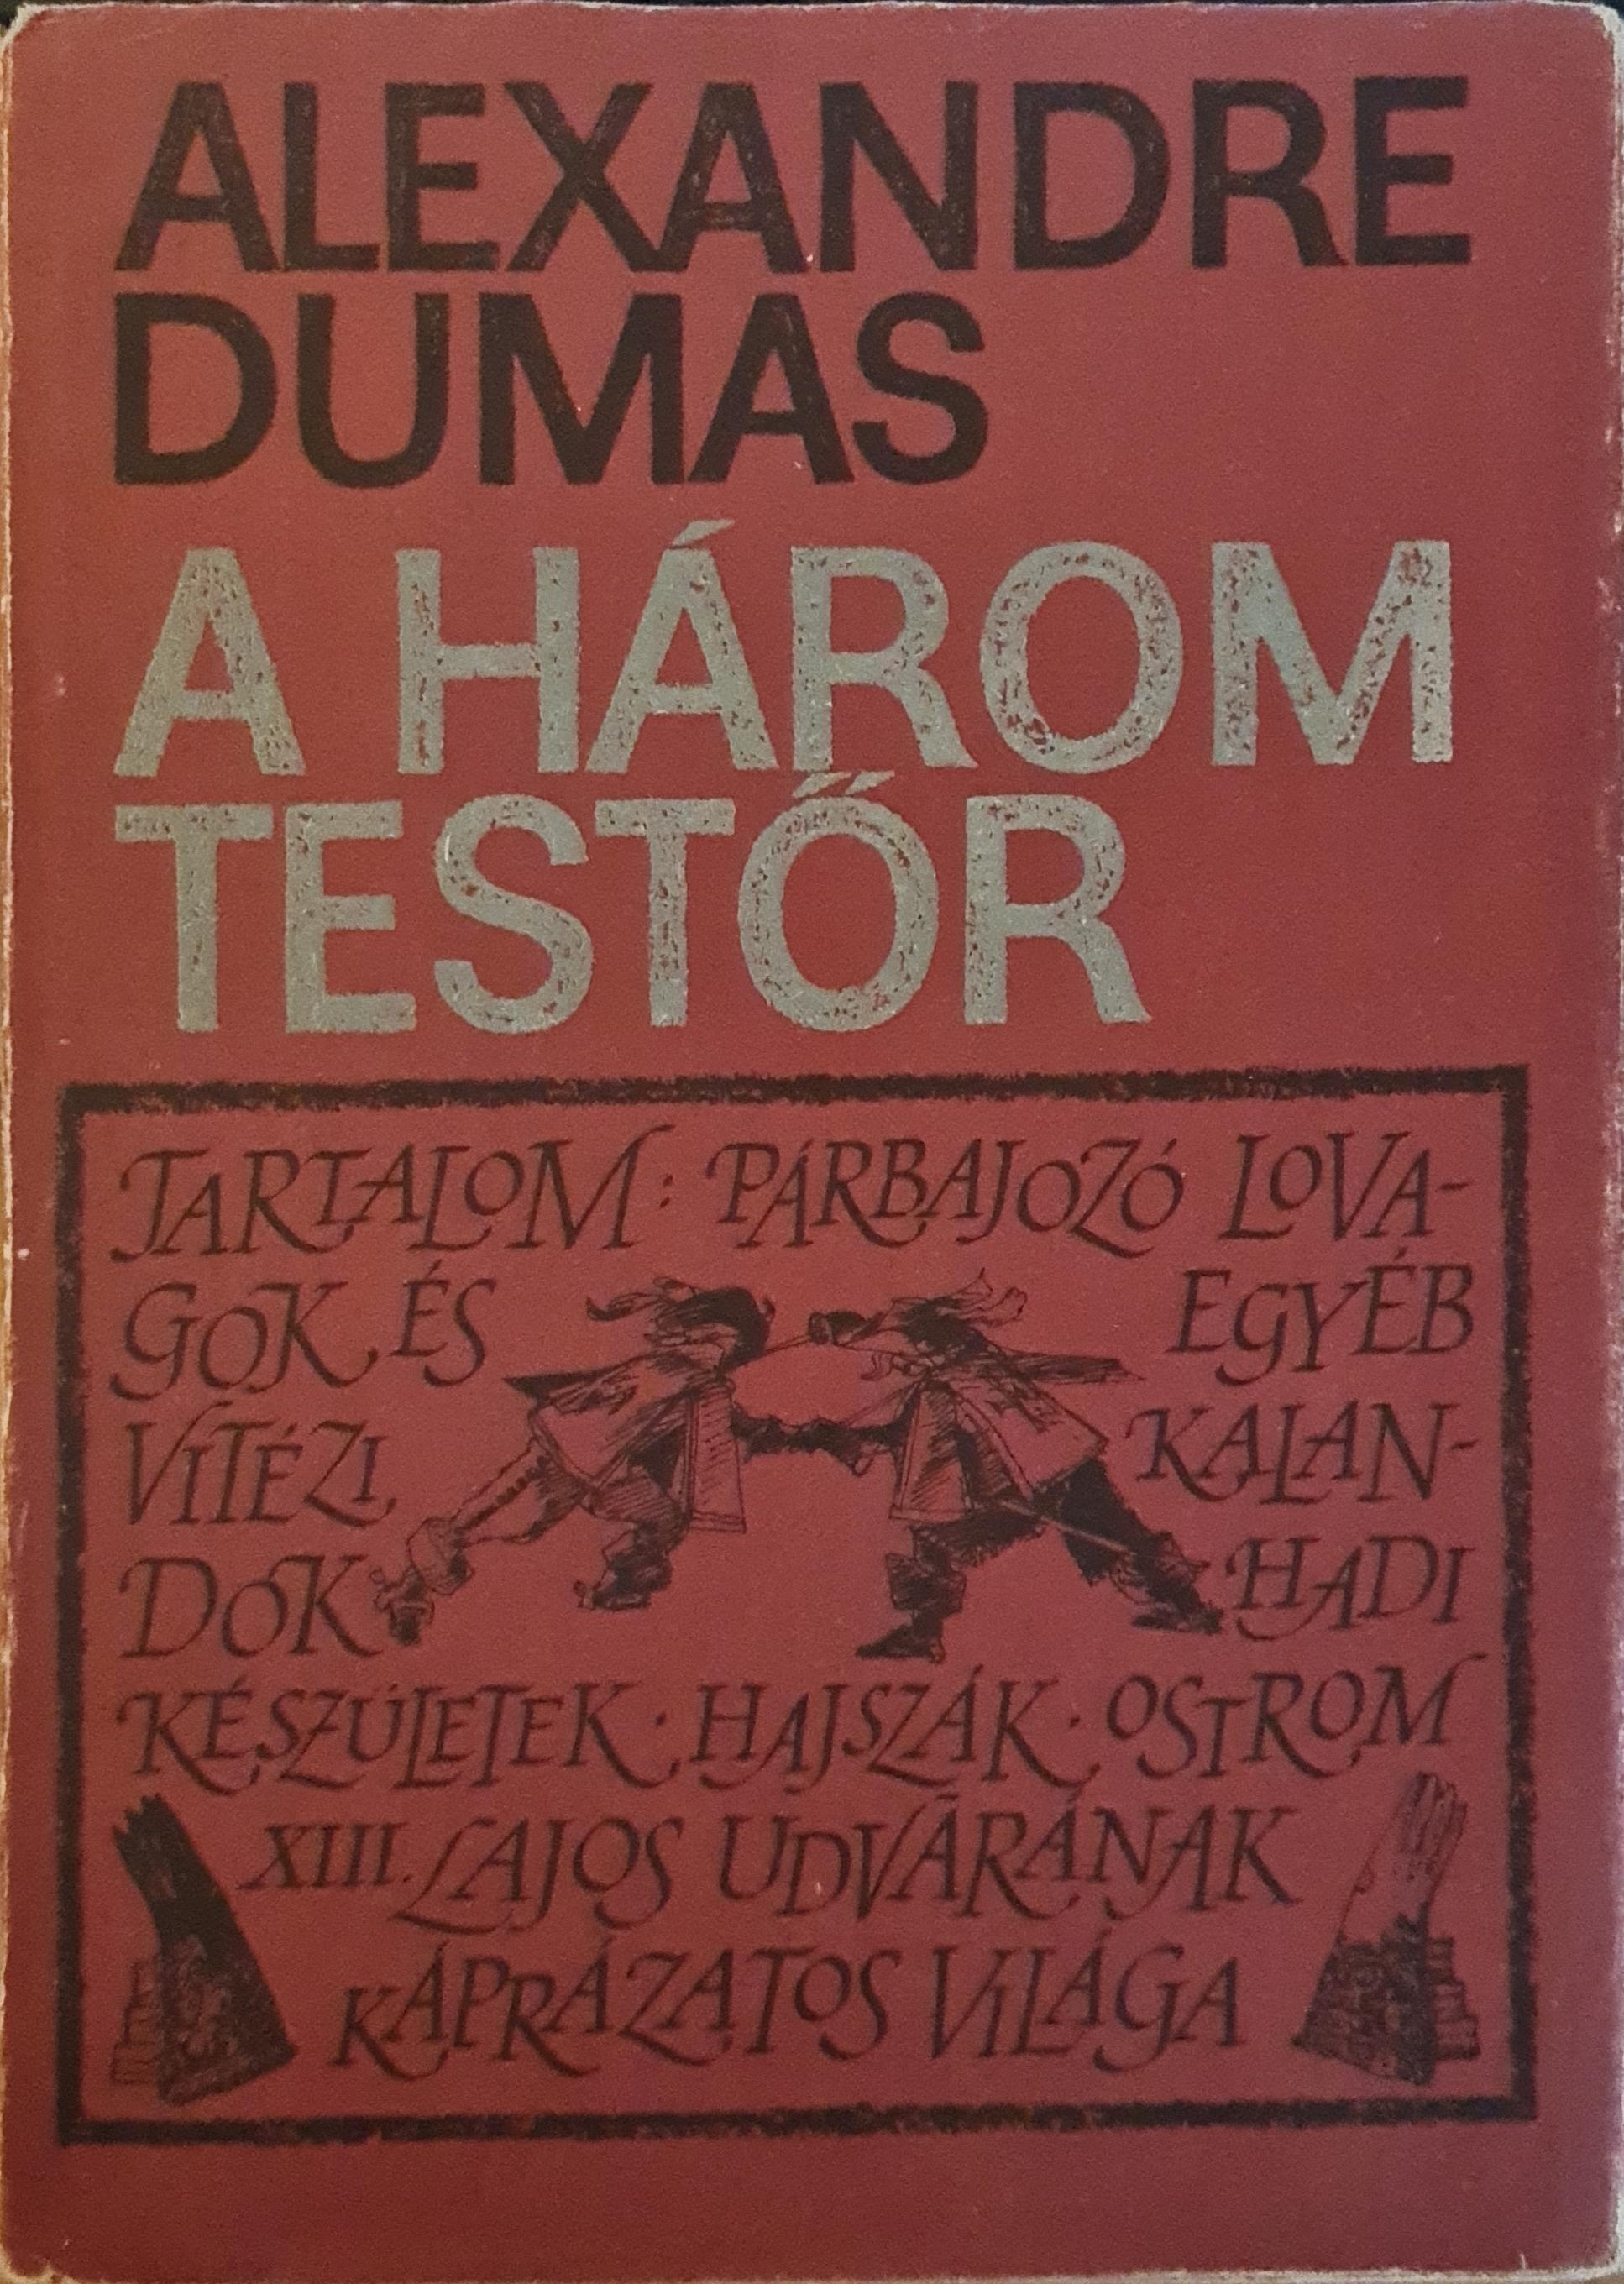 ALEXANDRE
DUMAS
A HÁROM
TESTŐR
TARTALOM: PÁRBAJOZÓ LOVA-
GOK ÉS EGYÉB
VITÉZI KALAN-
DOK HADI
KÉSZÜLETEK · HAJSZÁK · OSTROM
XIII. LAJOS UDVARÁNAK
KÁPRÁZATOS VILÁGA